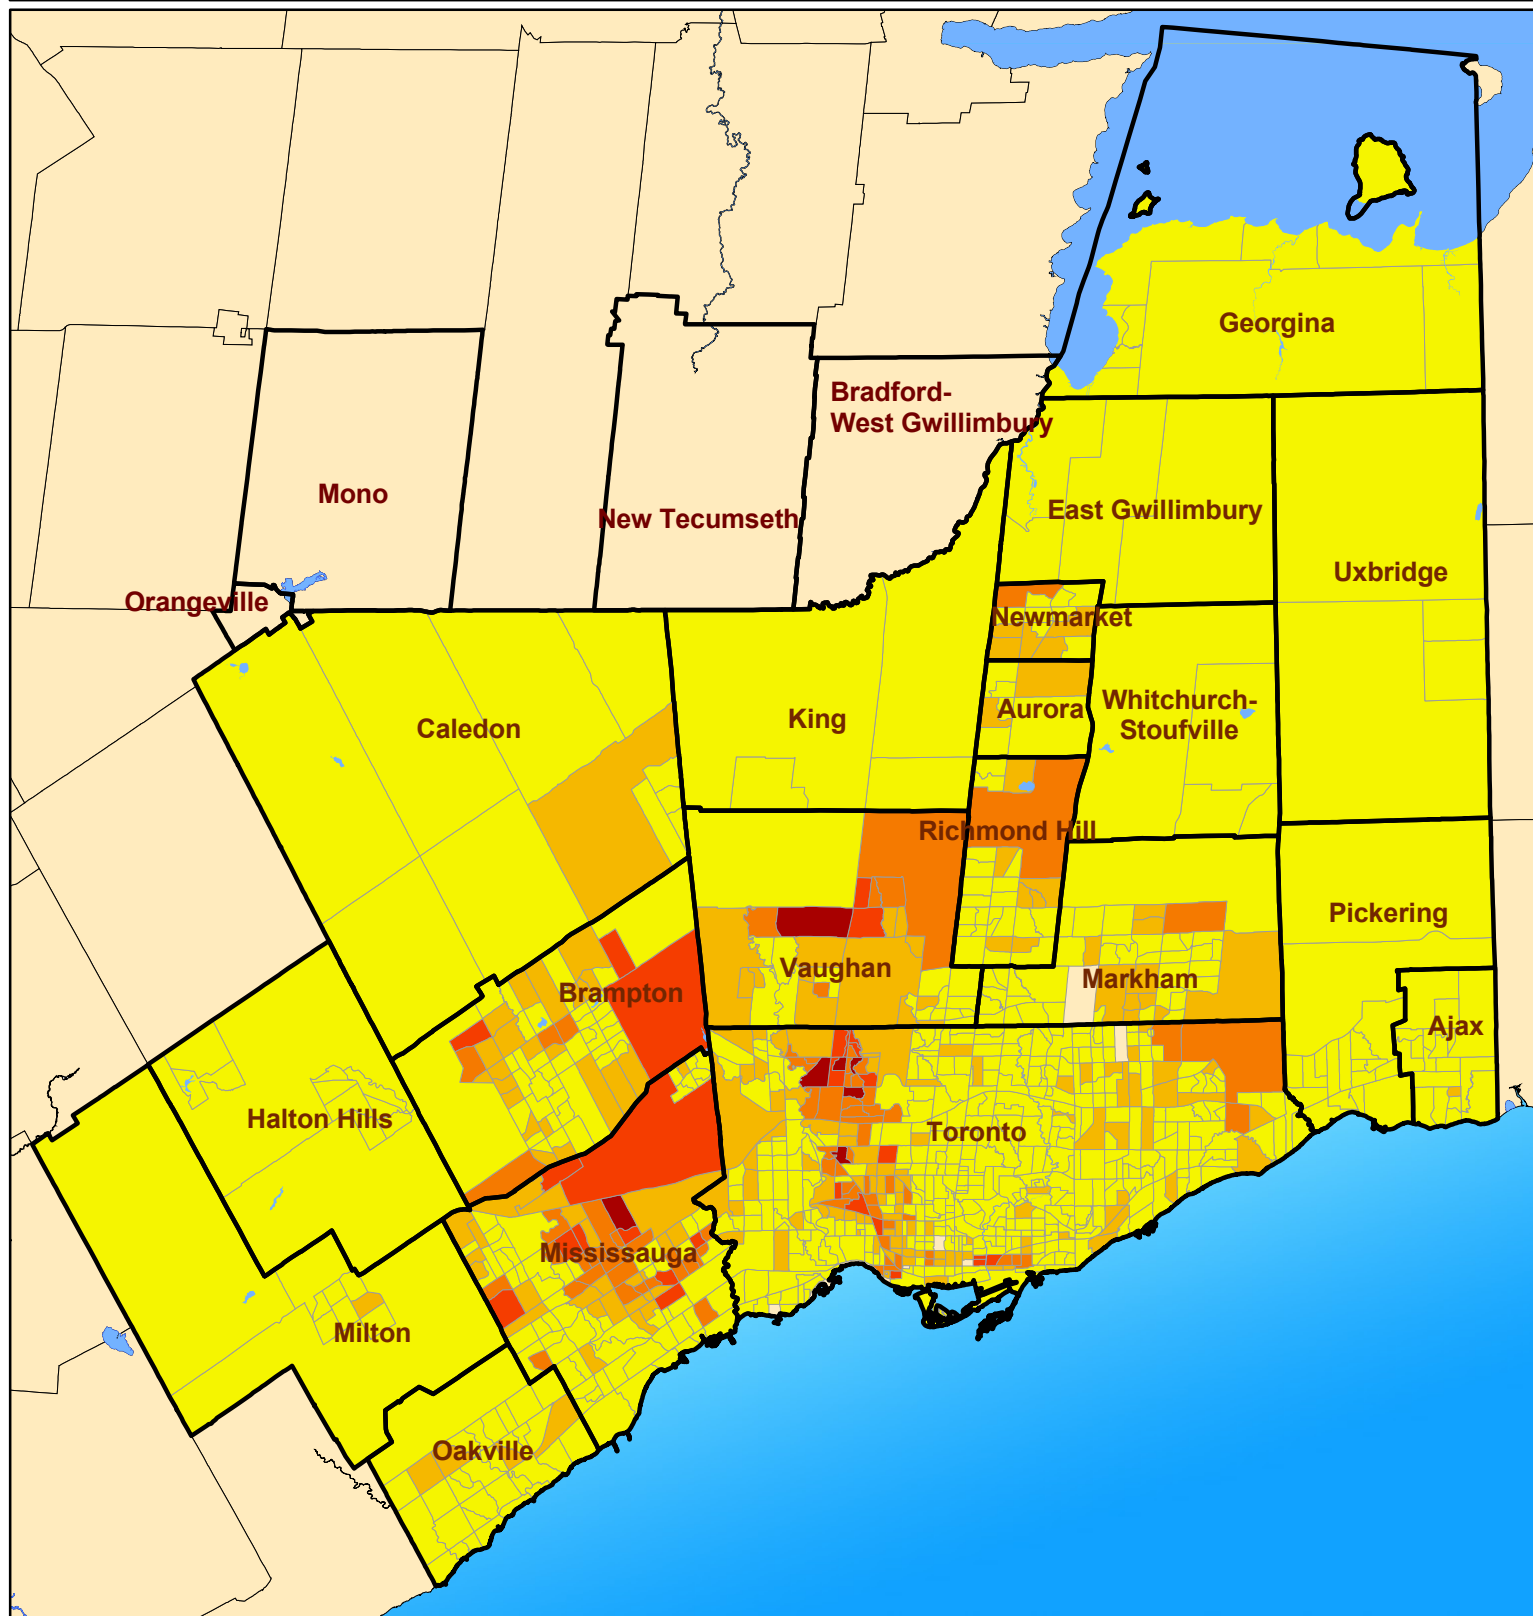 Georgina
Bradford-
West Gwillimbury
Mono
New Tecumseth
East Gwillimbury
Uxbridge
Orangeville
Newmarket
Caledon
King
Aurora
Whitchurch-
Stoufville
Richmond Hill
Pickering
Vaughan
Markham
Brampton
Ajax
Halton Hills
Toronto
Mississauga
Milton
Oakville